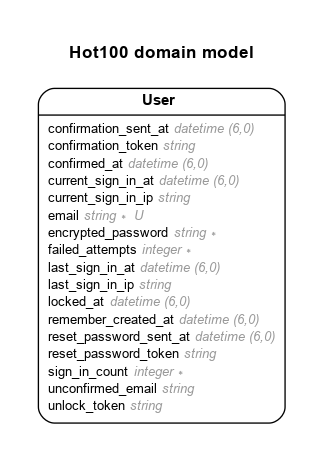 Hot100 domain model
User
confirmation_sent_at datetime (6,0)
confirmation_token string
confirmed_at datetime (6,0)
current_sign_in_at datetime (6,0)
current_sign_in_ip string
email string ∗ U
encrypted_password string ∗
failed_attempts integer ∗
last_sign_in_at datetime (6,0)
last_sign_in_ip string
locked_at datetime (6,0)
remember_created_at datetime (6,0)
reset_password_sent_at datetime (6,0)
reset_password_token string
sign_in_count integer ∗
unconfirmed_email string
unlock_token string